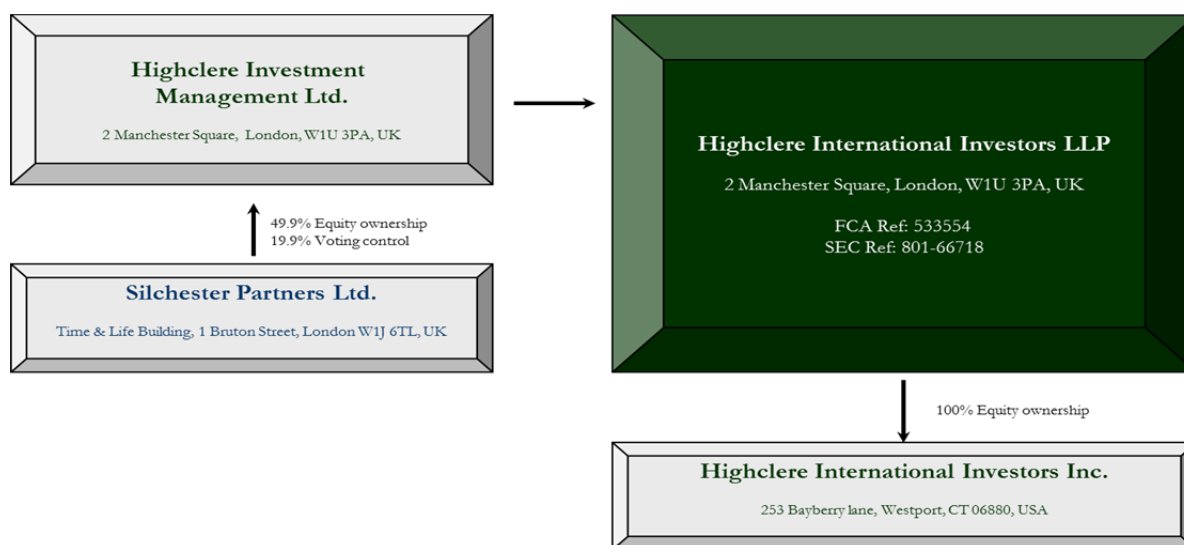 Highclere Investment
Management Ltd.
2 Manchester Square, London, W1U 3PA, UK
49.9% Equity ownership
19.9% Voting control
Silchester Partners Ltd.
Time & Life Building, 1 Bruton Street, London W1J 6TL, UK
Highclere International Investors LLP
2 Manchester Square, London, W1U 3PA, UK
FCA Ref: 533554
SEC Ref: 801-66718
100% Equity ownership
Highclere International Investors Inc.
253 Bayberry lane, Westport, CT 06880, USA